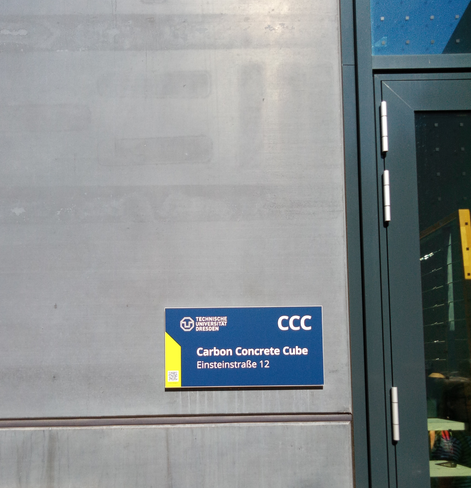 TECHNISCHE
UNIVERSITÄT
DRESDEN
CCC
Carbon Concrete Cube
Einsteinstraße 12